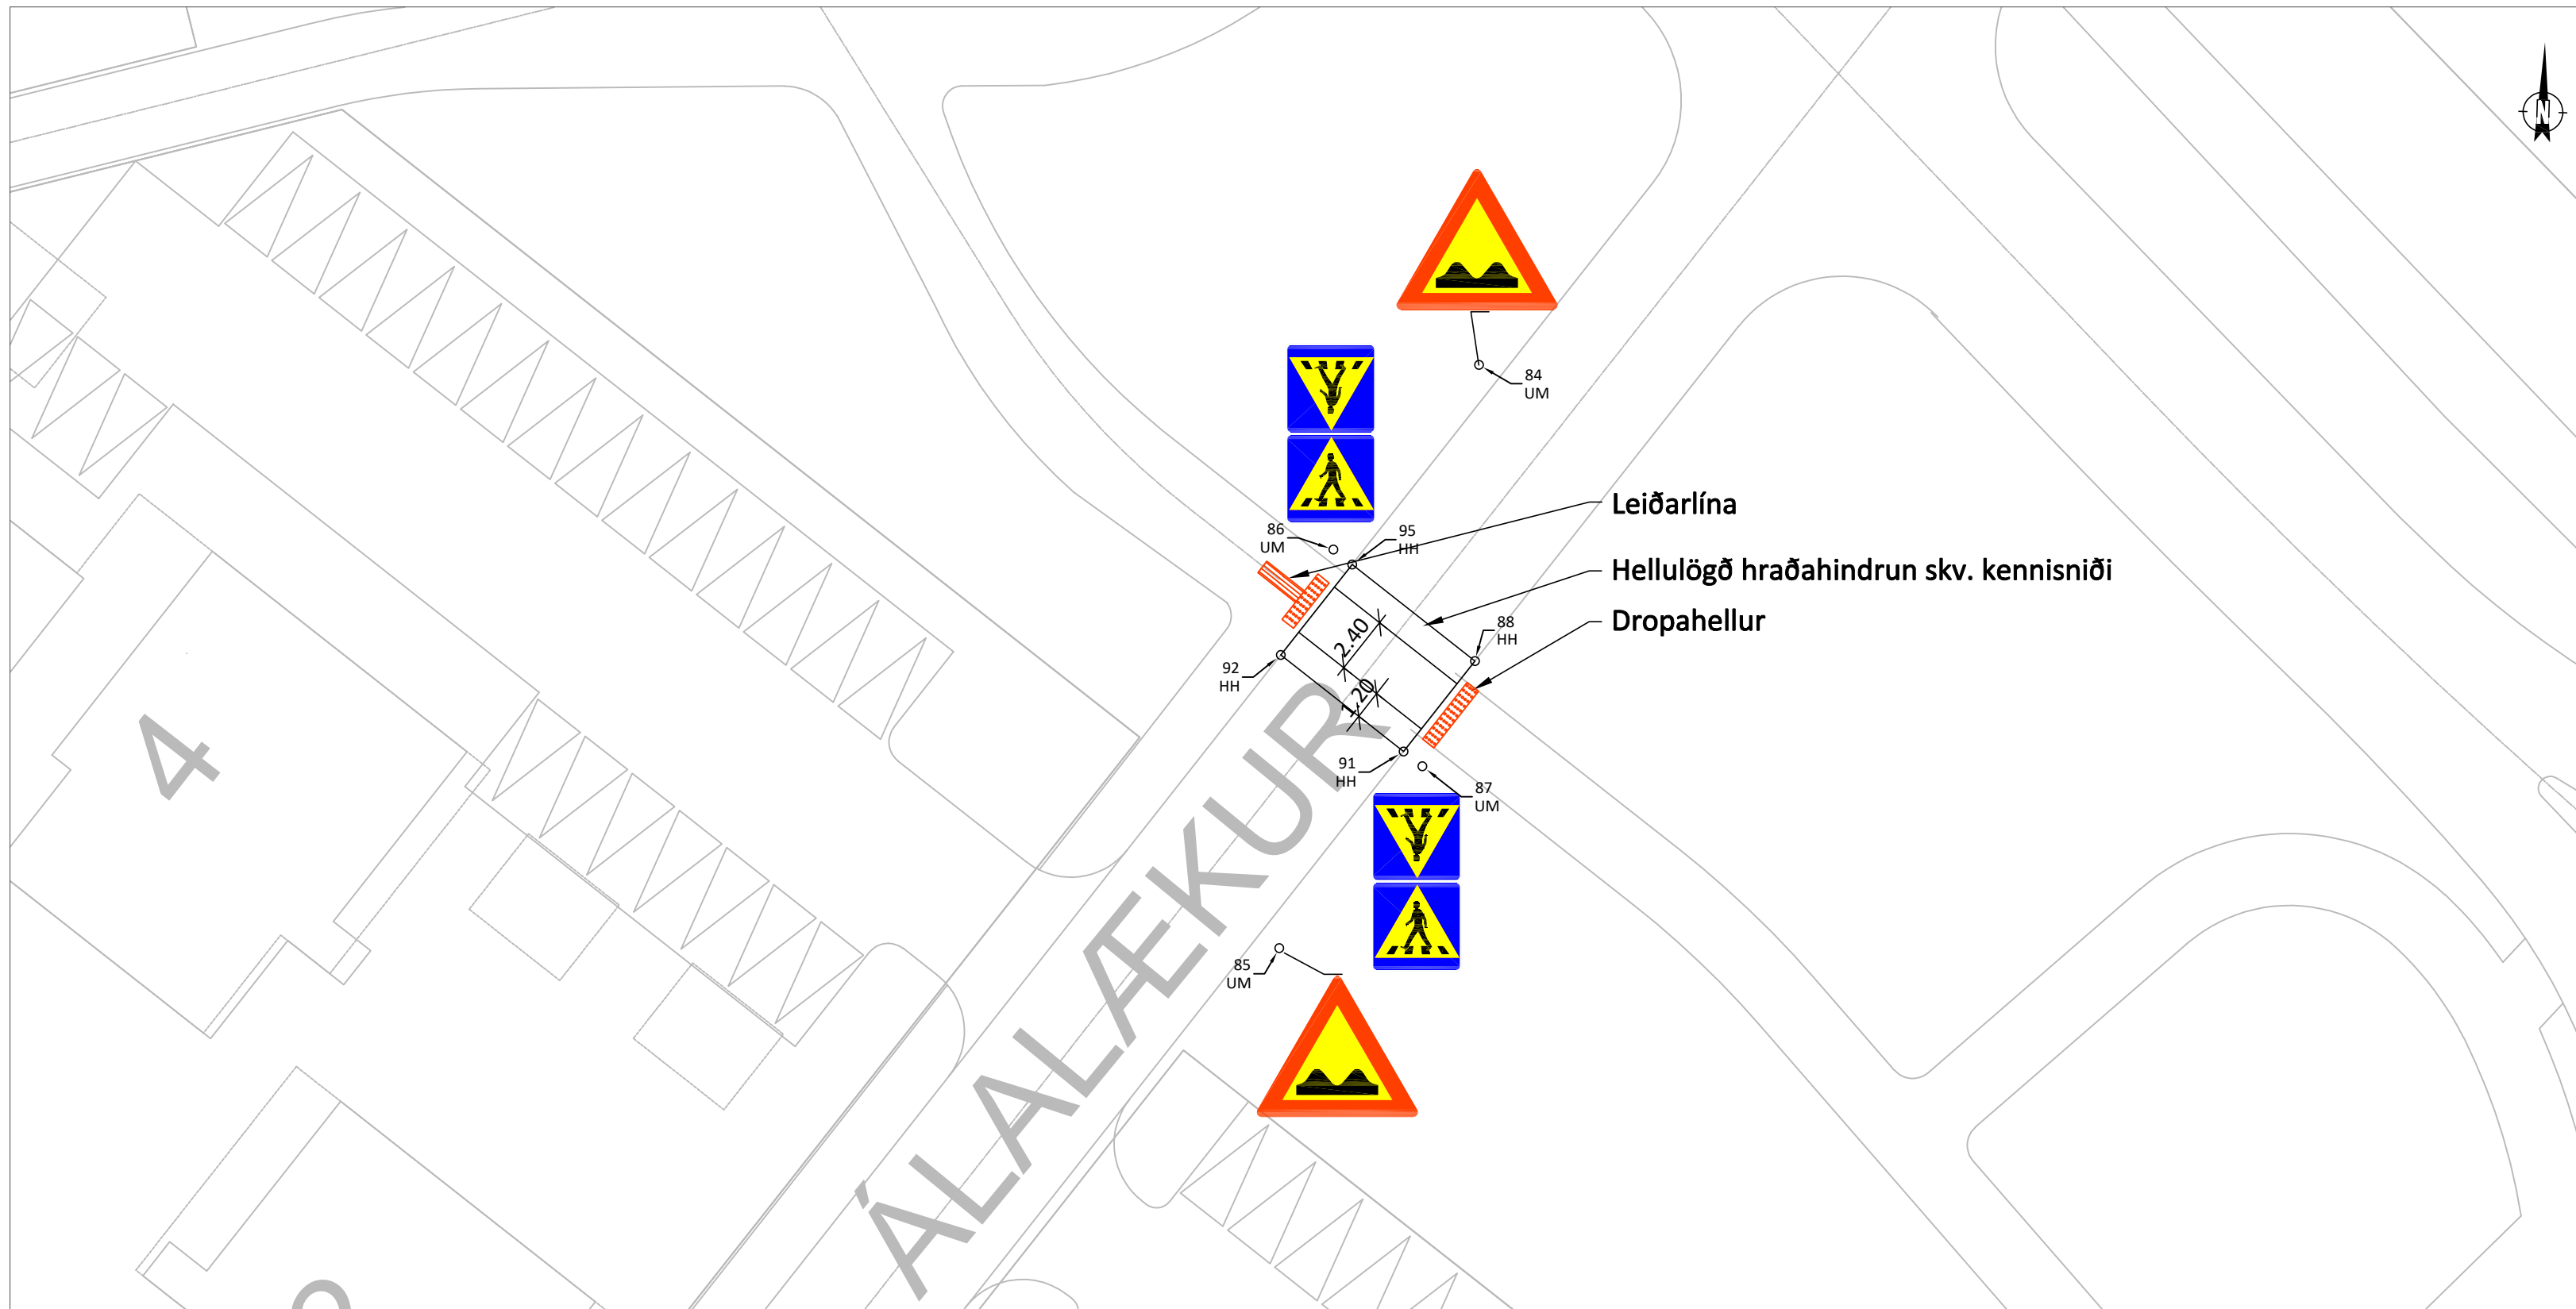 N
84
UM
Leiðarlína
86
UM
95
HH
Hellulögð hraðahindrun skv. kennisniði
Dropahellur
88
HH
2.40
92
HH
1.20
91
HH
87
UM
4
ÁLALÆKUR
85
UM